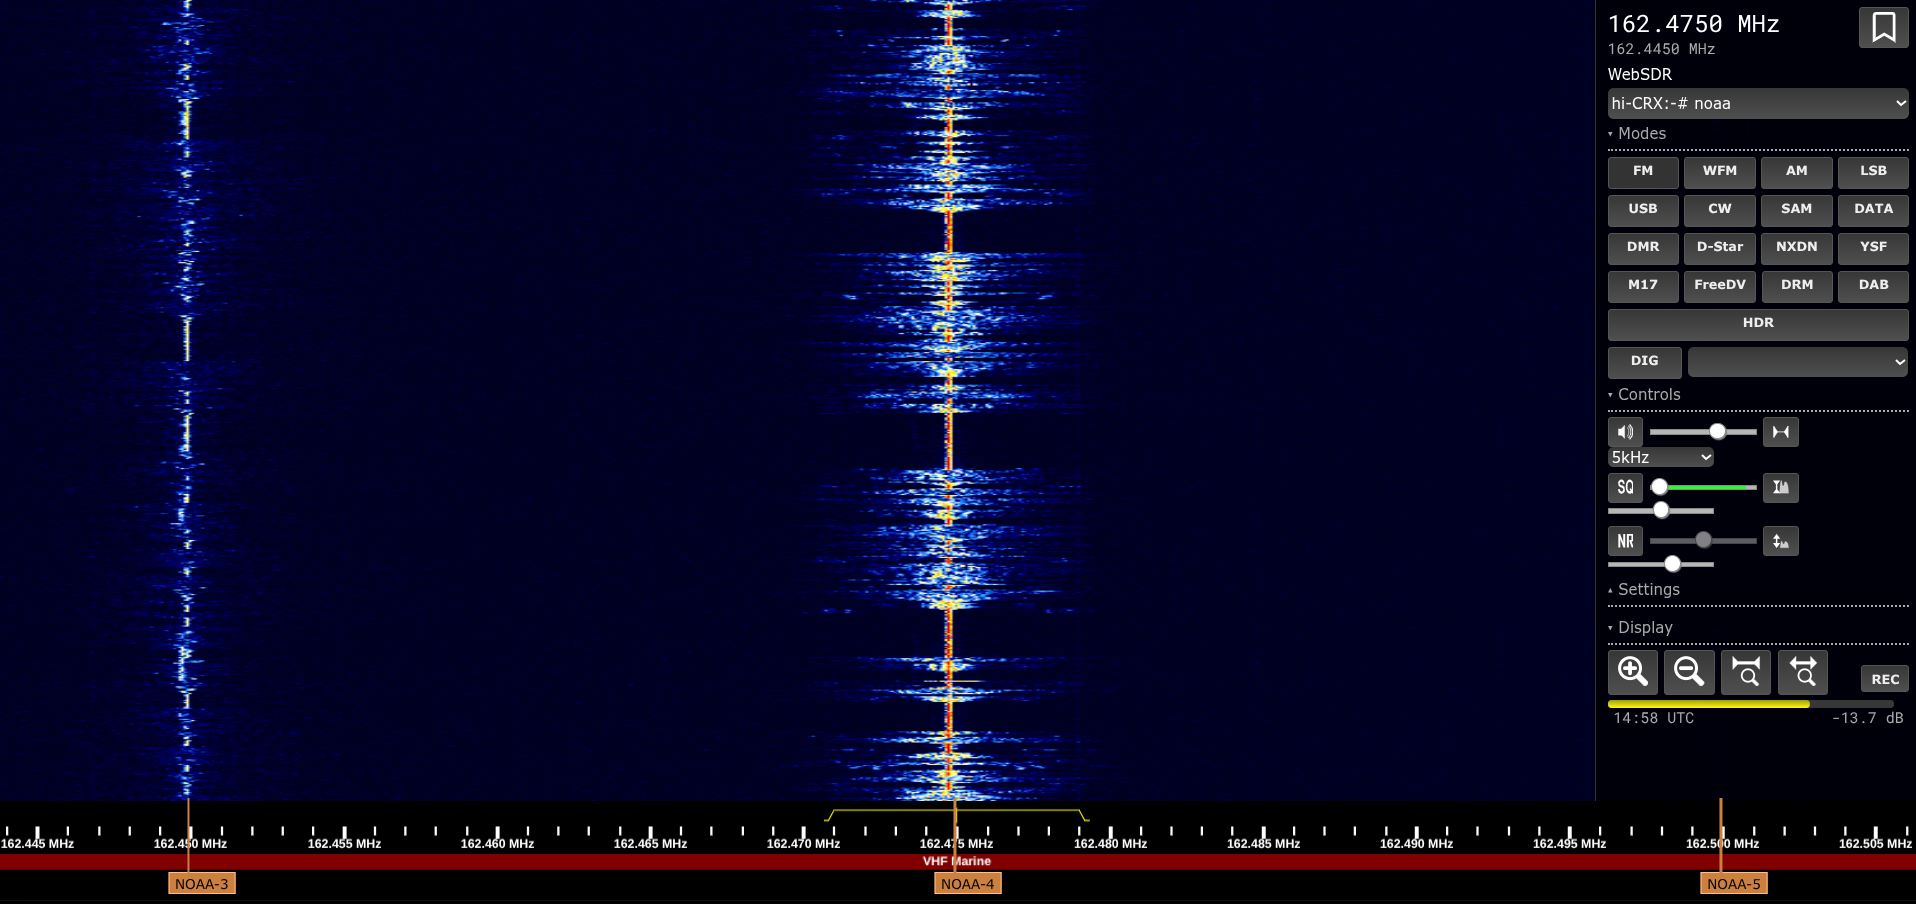 162.4750 MHz
162.4450 MHz
WebSDR
hi-CRX:-# noaa
Modes
FM WFM AM LSB
USB CW SAM DATA
DMR D-Star NXDN YSF
M17 FreeDV DRM DAB
HDR
DIG
Controls
5kHz
SQ
NR
Settings
Display
REC
14:58 UTC -13.7 dB
162.445 MHz 162.450 MHz 162.455 MHz 162.460 MHz 162.465 MHz 162.470 MHz 162.475 MHz 162.480 MHz 162.485 MHz 162.490 MHz 162.495 MHz 162.500 MHz 162.505 MHz
VHF Marine
NOAA-3 NOAA-4 NOAA-5